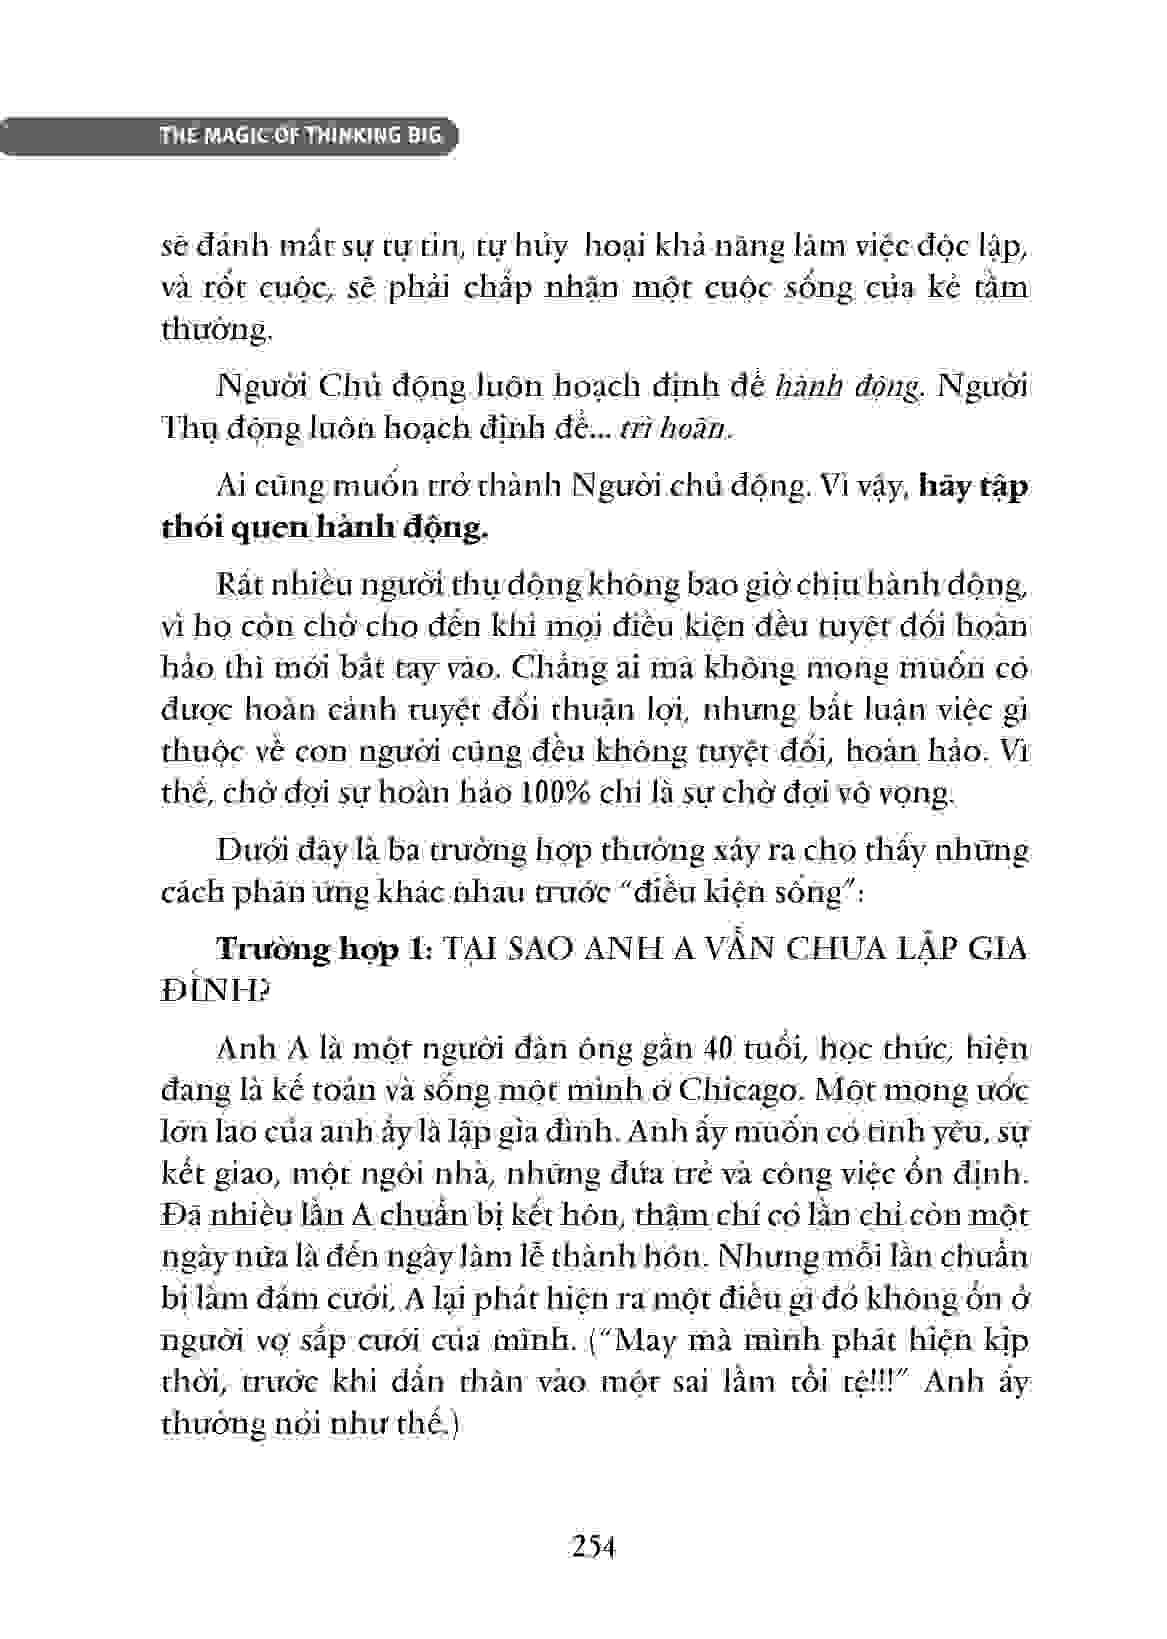 THE MAGIC OF THINKING BIG
sẽ đánh mất sự tự tin, tự hủy hoại khả năng làm việc độc lập,
và rốt cuộc, sẽ phải chấp nhận một cuộc sống của kẻ tầm
thường.
Người Chủ động luôn hoạch định để hành động. Người
Thụ động luôn hoạch định để... trì hoãn.
Ai cũng muốn trở thành Người chủ động. Vì vậy, hãy tập
thói quen hành động.
Rất nhiều người thụ động không bao giờ chịu hành động,
vì họ còn chờ cho đến khi mọi điều kiện đều tuyệt đối hoàn
hảo thì mới bắt tay vào. Chẳng ai mà không mong muốn có
được hoàn cảnh tuyệt đối thuận lợi, nhưng bất luận việc gì
thuộc về con người cũng đều không tuyệt đối, hoàn hảo. Vì
thế, chờ đợi sự hoàn hảo 100% chỉ là sự chờ đợi vô vọng.
Dưới đây là ba trường hợp thường xảy ra cho thấy những
cách phản ứng khác nhau trước “điều kiện sống”:
Trường hợp 1: TẠI SAO ANH A VẪN CHƯA LẬP GIA
ĐÌNH?
Anh A là một người đàn ông gần 40 tuổi, học thức, hiện
đang là kế toán và sống một mình ở Chicago. Một mong ước
lớn lao của anh ấy là lập gia đình. Anh ấy muốn có tình yêu, sự
kết giao, một ngôi nhà, những đứa trẻ và công việc ổn định.
Đã nhiều lần A chuẩn bị kết hôn, thậm chí có lần chỉ còn một
ngày nữa là đến ngày làm lễ thành hôn. Nhưng mỗi lần chuẩn
bị làm đám cưới, A lại phát hiện ra một điều gì đó không ổn ở
người vợ sắp cưới của mình. (“May mà mình phát hiện kịp
thời, trước khi dấn thân vào một sai lầm tồi tệ!!!” Anh ấy
thường nói như thế.)
254